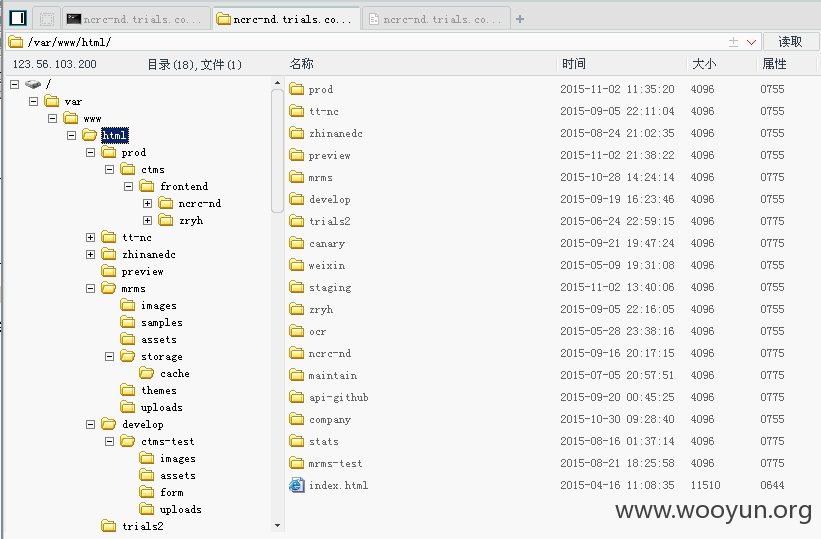 ncrc-nd.trials.co...
ncrc-nd.trials.co...
ncrc-nd.trials.co...
/var/www/html/
读取
123.56.103.200
目录(18),文件(1)
/
var
www
html
prod
ctms
frontend
ncrc-nd
zryh
tt-nc
zhinanedc
preview
mrms
images
samples
assets
storage
cache
themes
uploads
develop
ctms-test
images
assets
form
uploads
trials2
名称 时间 大小 属性
prod 2015-11-02 11:35:20 4096 0755
tt-nc 2015-09-05 22:11:04 4096 0775
zhinanedc 2015-08-24 21:02:35 4096 0755
preview 2015-11-02 21:38:22 4096 0755
mrms 2015-10-28 14:24:14 4096 0775
develop 2015-09-19 16:23:46 4096 0755
trials2 2015-06-24 22:59:15 4096 0775
canary 2015-09-21 19:47:24 4096 0755
weixin 2015-05-09 19:31:08 4096 0755
staging 2015-11-02 13:40:06 4096 0755
zryh 2015-09-05 22:16:05 4096 0755
ocr 2015-05-28 23:38:16 4096 0755
ncrc-nd 2015-09-16 20:17:15 4096 0775
maintain 2015-07-05 20:57:51 4096 0775
api-github 2015-09-20 00:45:25 4096 0775
company 2015-10-30 09:28:40 4096 0755
stats 2015-08-16 01:37:14 4096 0775
mrms-test 2015-08-21 18:25:58 4096 0775
index.html 2015-04-16 11:08:35 11510 0644
www.wooyun.org